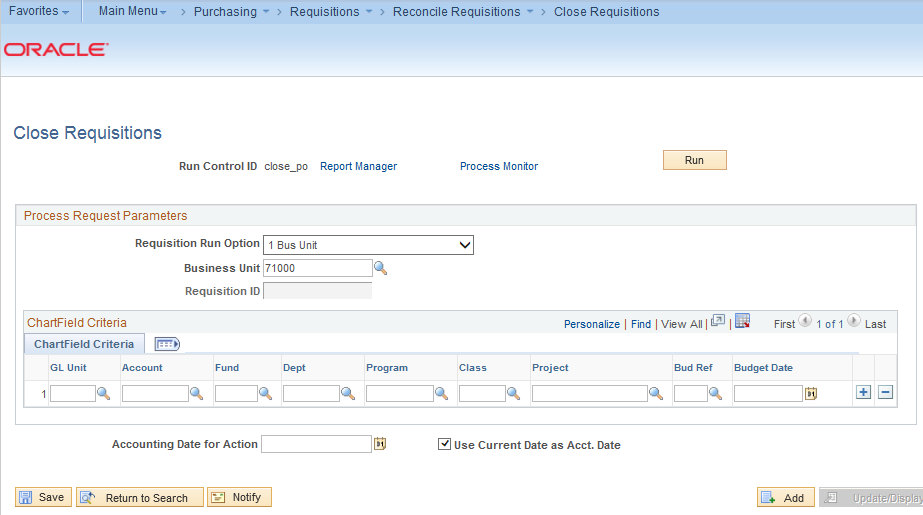 Favorites Main Menu > Purchasing > Requisitions > Reconcile Requisitions > Close Requisitions
ORACLE
Close Requisitions
Run Control ID close_po Report Manager Process Monitor Run
Process Request Parameters
Requisition Run Option 1 Bus Unit
Business Unit 71000
Requisition ID
ChartField Criteria Personalize | Find | View All | | First 1 of 1 Last
ChartField Criteria
GL Unit Account Fund Dept Program Class Project Bud Ref Budget Date
1
Accounting Date for Action Use Current Date as Acct. Date
Save Return to Search Notify Add Update/Display